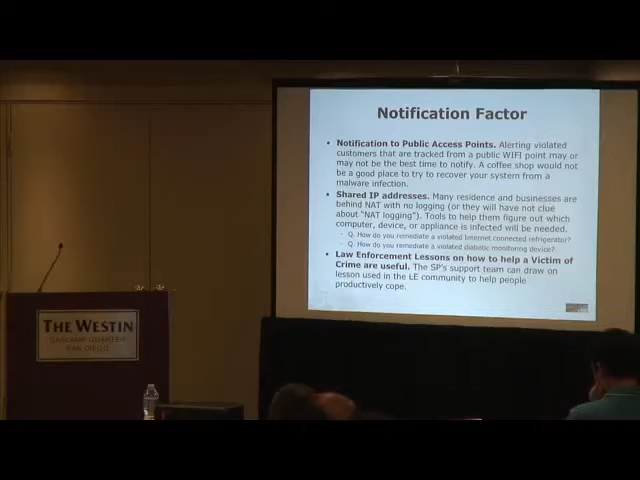 Notification Factor
• Notification to Public Access Points. Alerting violated
customers that are tracked from a public WIFI point may or
may not be the best time to notify. A coffee shop would not
be a good place to try to recover your system from a
malware infection.
• Shared IP addresses. Many residence and businesses are
behind NAT with no logging (or they will have not clue
about "NAT logging"). Tools to help them figure out which
computer, device, or appliance is infected will be needed.
- Q. How do you remediate a violated Internet connected refrigerator?
- Q. How do you remediate a violated diabetic monitoring device?
• Law Enforcement Lessons on how to help a Victim of
Crime are useful. The SP's support team can draw on
lesson used in the LE community to help people
productively cope.
THE WESTIN
GASLAMP QUARTER
SAN DIEGO